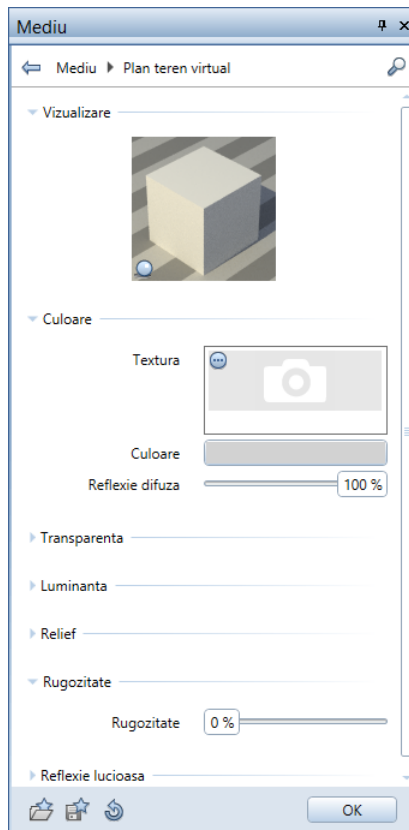 Mediu
Mediu Plan teren virtual
Vizualizare
Culoare
Textura
Culoare
Reflexie difuza 100 %
Transparenta
Luminanta
Relief
Rugozitate
Rugozitate 0 %
Reflexie lucioasa
OK